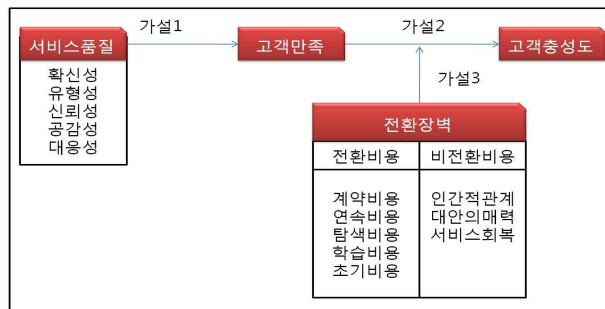 가설1
가설2
서비스품질
고객만족
고객충성도
확신성
유형성
신뢰성
공감성
대응성
가설3
전환장벽
전환비용
비전환비용
계약비용
연속비용
탐색비용
학습비용
초기비용
인간적관계
대안의매력
서비스회복